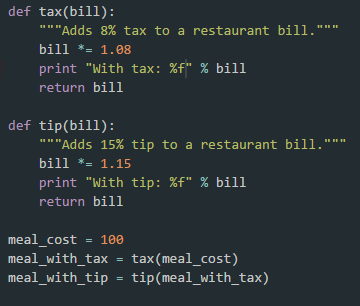 def tax(bill):
    """Adds 8% tax to a restaurant bill."""
    bill *= 1.08
    print "With tax: %f" % bill
    return bill

def tip(bill):
    """Adds 15% tip to a restaurant bill."""
    bill *= 1.15
    print "With tip: %f" % bill
    return bill

meal_cost = 100
meal_with_tax = tax(meal_cost)
meal_with_tip = tip(meal_with_tax)